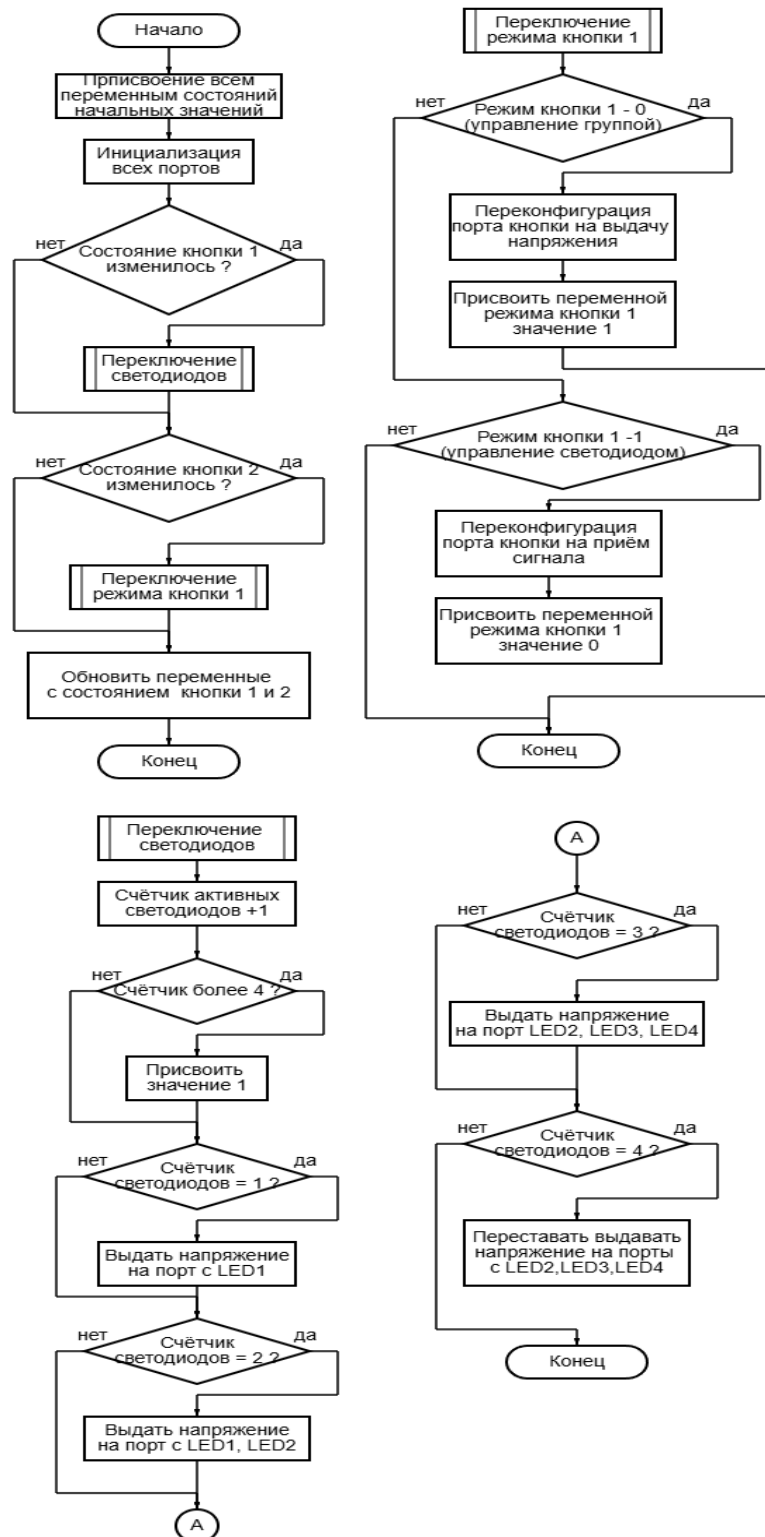 Начало
Прписвоение всем
переменным состояний
начальных значений
Инициализация
всех портов
нет
да
Состояние кнопки 1
изменилось ?
Переключение
светодиодов
нет
да
Состояние кнопки 2
изменилось ?
Переключение
режима кнопки 1
Обновить переменные
с состоянием кнопки 1 и 2
Конец
Переключение
режима кнопки 1
нет
да
Режим кнопки 1 - 0
(управление группой)
Переконфигурация
порта кнопки на выдачу
напряжения
Присвоить переменной
режима кнопки 1
значение 1
нет
да
Режим кнопки 1 -1
(управление светодиодом)
Переконфигурация
порта кнопки на приём
сигнала
Присвоить переменной
режима кнопки 1
значение 0
Конец
Переключение
светодиодов
Счётчик активных
светодиодов +1
нет
да
Счётчик более 4 ?
Присвоить
значение 1
нет
да
Счётчик
светодиодов = 1 ?
Выдать напряжение
на порт с LED1
нет
да
Счётчик
светодиодов = 2 ?
Выдать напряжение
на порт с LED1, LED2
А
А
нет
да
Счётчик
светодиодов = 3 ?
Выдать напряжение
на порт LED2, LED3, LED4
нет
да
Счётчик
светодиодов = 4 ?
Переставать выдавать
напряжение на порты
с LED2,LED3,LED4
Конец